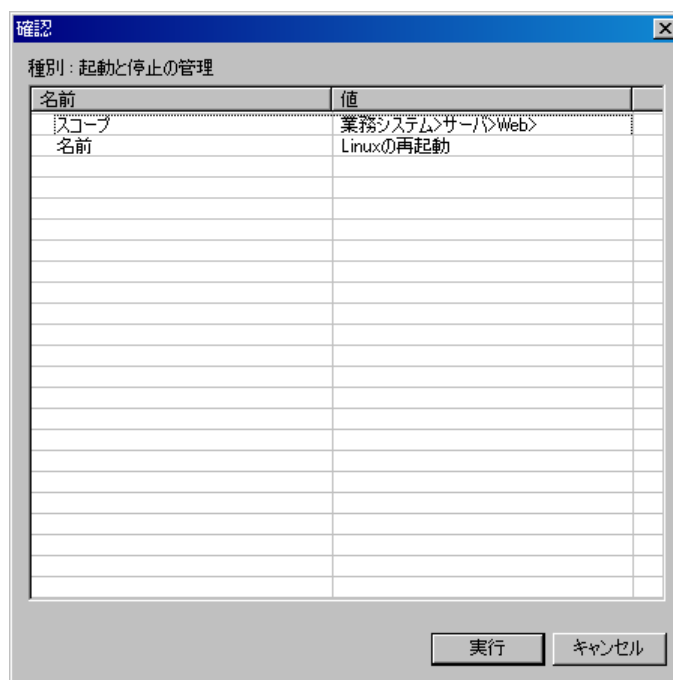 確認
種別 : 起動と停止の管理
名前 値
スコープ 業務システム>サーバ>Web>
名前 Linuxの再起動
実行 キャンセル